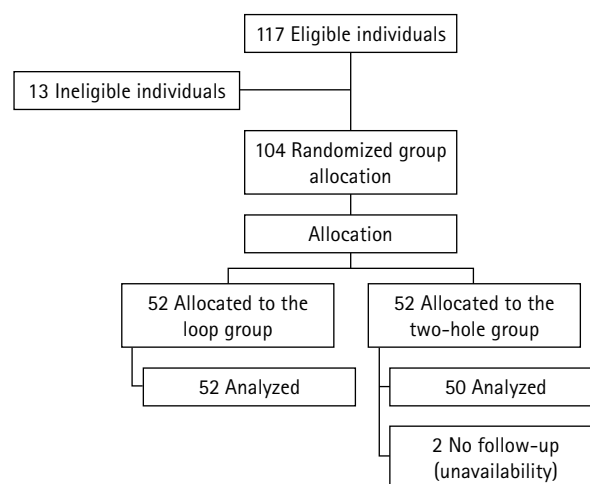 117 Eligible individuals
13 Ineligible individuals
104 Randomized group
allocation
Allocation
52 Allocated to the
loop group
52 Allocated to the
two-hole group
52 Analyzed
50 Analyzed
2 No follow-up
(unavailability)